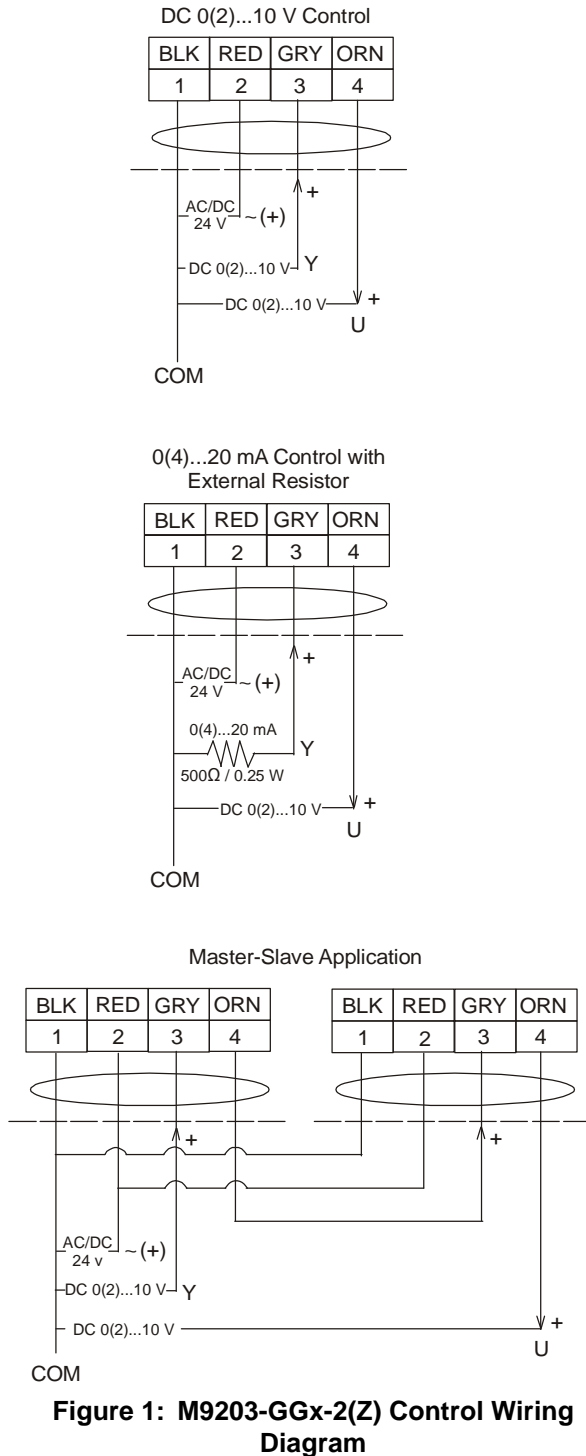 DC 0(2)...10 V Control
BLK RED GRY ORN
1 2 3 4
+
AC/DC
24 V ~ (+)
DC 0(2)...10 V Y
DC 0(2)...10 V +
U
COM
0(4)...20 mA Control with
External Resistor
BLK RED GRY ORN
1 2 3 4
+
AC/DC
24 V ~ (+)
0(4)...20 mA
Y
500Ω / 0.25 W
DC 0(2)...10 V +
U
COM
Master-Slave Application
BLK RED GRY ORN BLK RED GRY ORN
1 2 3 4 1 2 3 4
+ +
AC/DC
24 v ~ (+)
DC 0(2)...10 V Y
DC 0(2)...10 V +
U
COM
Figure 1: M9203-GGx-2(Z) Control Wiring
Diagram